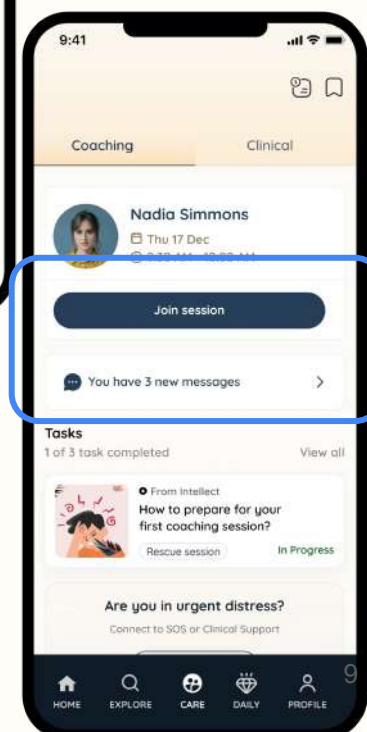 9:41
Coaching
Clinical
Nadia Simmons
Thu 17 Dec
Join session
You have 3 new messages
Tasks
1 of 3 task completed
View all
From Intellect
How to prepare for your
first coaching session?
Rescue session
In Progress
Are you in urgent distress?
Connect to SOS or Clinical Support
HOME
EXPLORE
CARE
DAILY
PROFILE
9